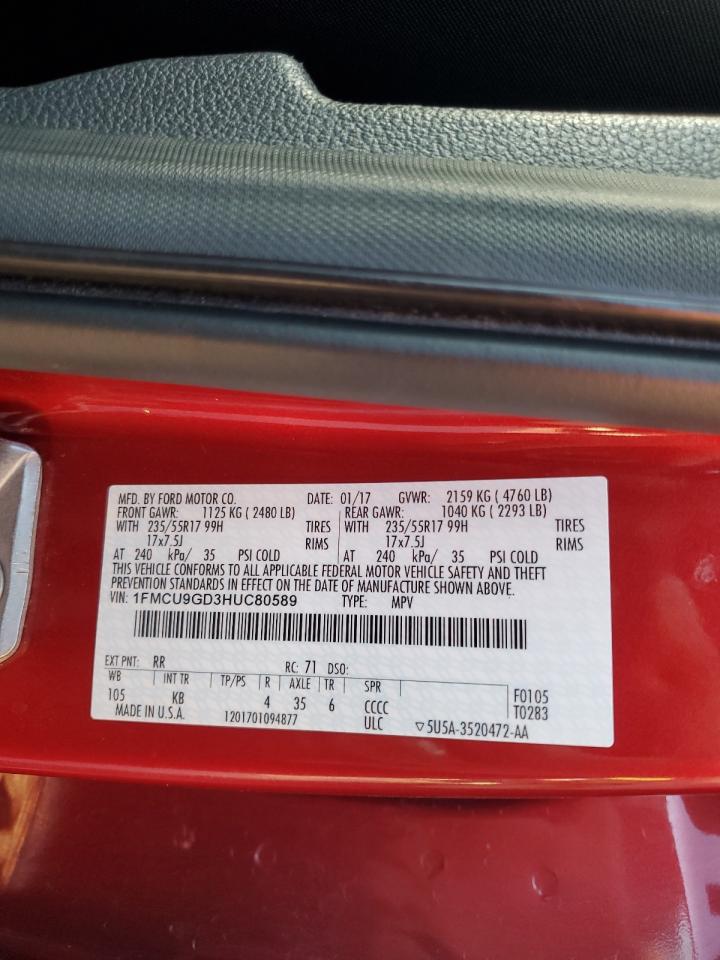 MFD. BY FORD MOTOR CO. DATE: 01/17 GVWR: 2159 KG ( 4760 LB)
FRONT GAWR: 1125 KG ( 2480 LB) REAR GAWR: 1040 KG ( 2293 LB)
WITH 235/55R17 99H TIRES WITH 235/55R17 99H TIRES
17x7.5J RIMS 17x7.5J RIMS
AT 240 kPa/ 35 PSI COLD AT 240 kPa/ 35 PSI COLD
THIS VEHICLE CONFORMS TO ALL APPLICABLE FEDERAL MOTOR VEHICLE SAFETY AND THEFT
PREVENTION STANDARDS IN EFFECT ON THE DATE OF MANUFACTURE SHOWN ABOVE.
VIN: 1FMCU9GD3HUC80589 TYPE: MPV
EXT PNT: RR RC: 71 DSO:
WB INT TR TP/PS R AXLE TR SPR F0105
105 KB 4 35 6 CCCC T0283
MADE IN U.S.A. 1201701094877 ULC ▽5U5A-3520472-AA